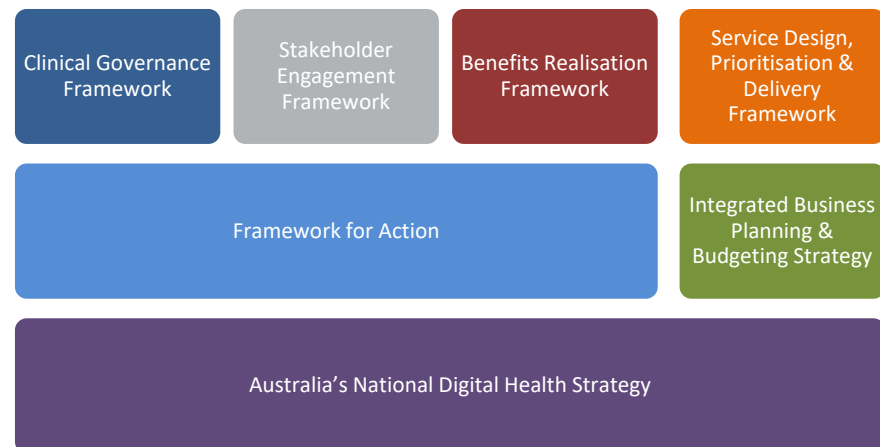 Clinical Governance
Framework
Stakeholder
Engagement
Framework
Benefits Realisation
Framework
Service Design,
Prioritisation &
Delivery
Framework
Framework for Action
Integrated Business
Planning &
Budgeting Strategy
Australia’s National Digital Health Strategy